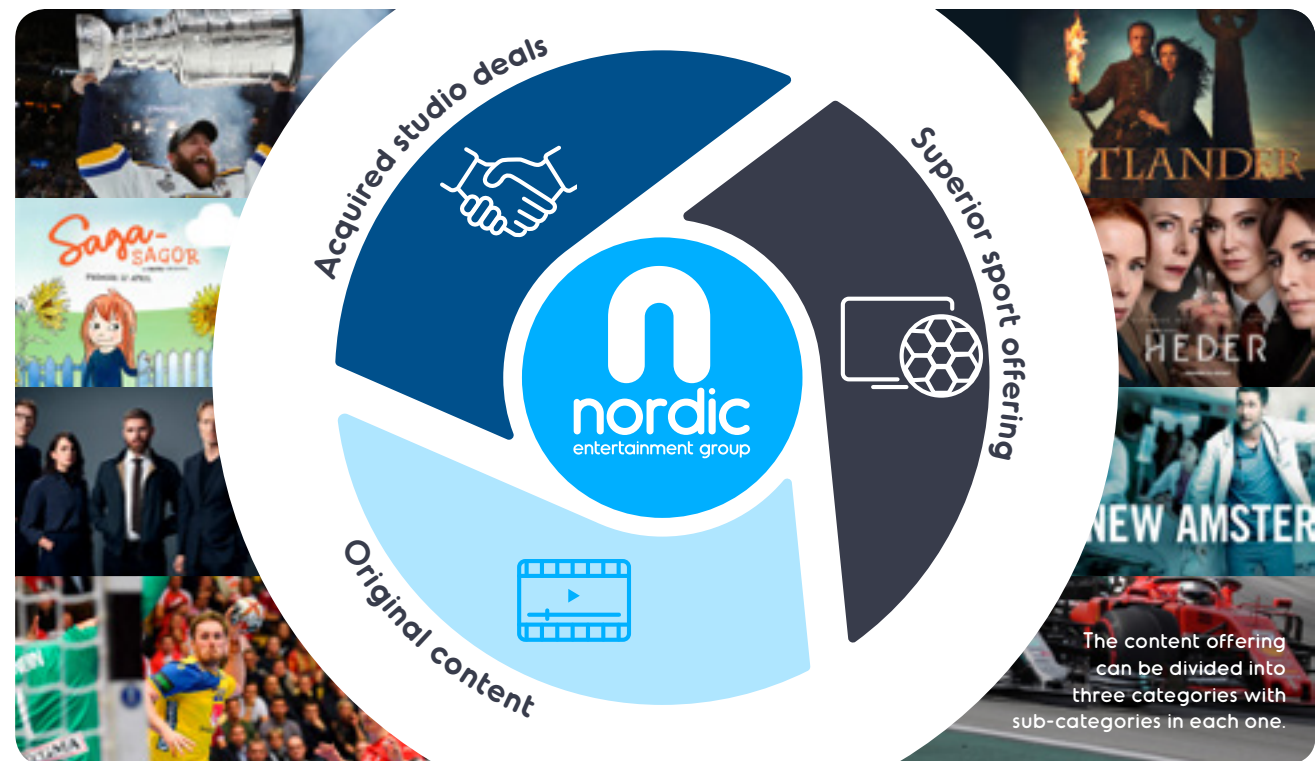 Acquired studio deals
Superior sport offering
Original content
nordic
entertainment group
Saga-
SAGOR
UTLANDER
HEDER
NEW AMSTER
The content offering
can be divided into
three categories with
sub-categories in each one.